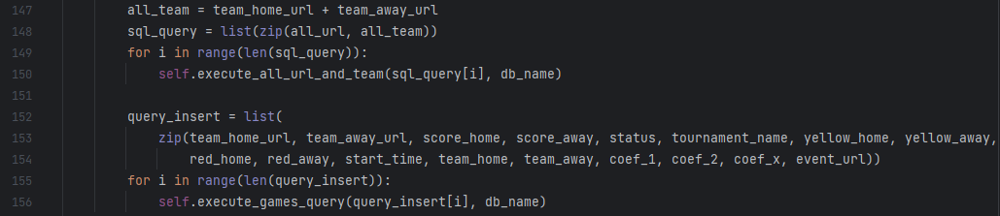 147 all_team = team_home_url + team_away_url
148 sql_query = list(zip(all_url, all_team))
149 for i in range(len(sql_query)):
150 self.execute_all_url_and_team(sql_query[i], db_name)
151
152 query_insert = list(
153 zip(team_home_url, team_away_url, score_home, score_away, status, tournament_name, yellow_home, yellow_away,
154 red_home, red_away, start_time, team_home, team_away, coef_1, coef_2, coef_x, event_url))
155 for i in range(len(query_insert)):
156 self.execute_games_query(query_insert[i], db_name)